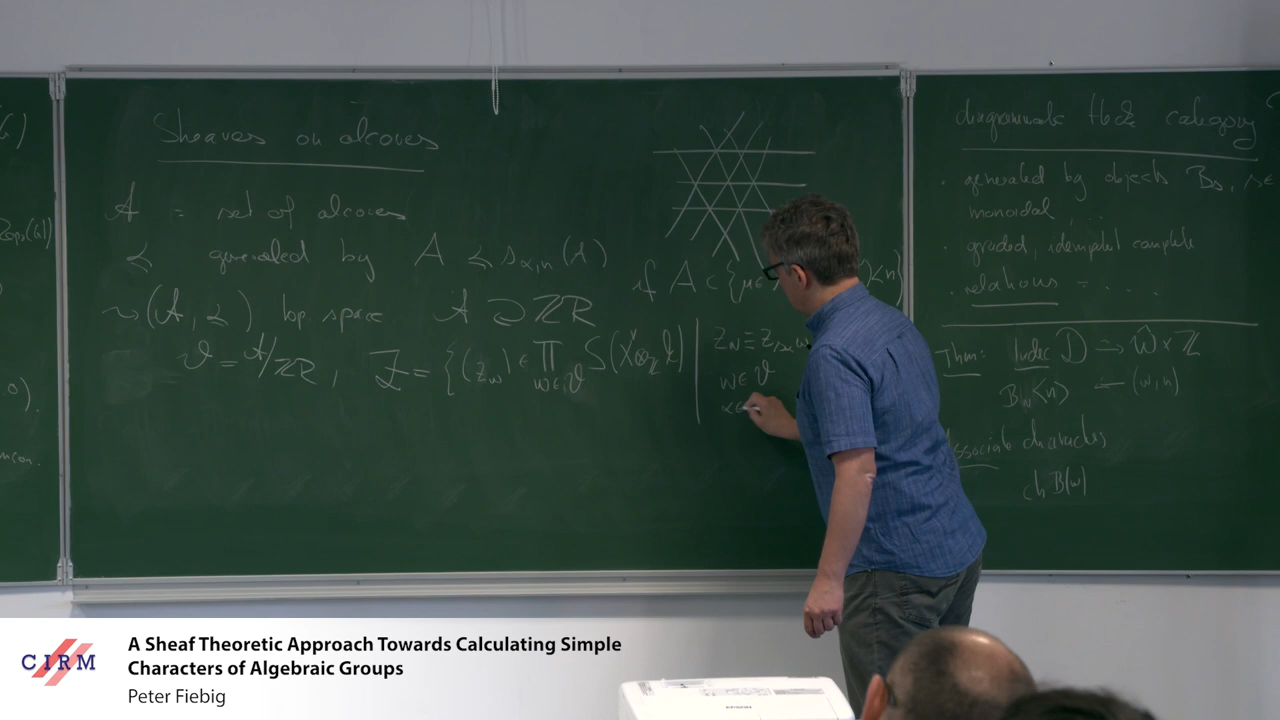 Sheaves on alcoves
A = set of alcoves
≼ generated by A ≼ s_{α,n}(A)
if A ⊂ {μ∈ ) < n}
⇝ (A, ≼) top. space A ⊃ ZR
ϑ = A/ZR, Z = {(z_w) ∈ ∏_{w∈ϑ} S(X^∨⊗_Z k) | z_w ≡ z_{s_α w}
w ∈ ϑ
α ∈
diagrammatic Hecke category
· generated by objects B_s, s ∈
monoidal, ...
· graded, idempotent complete
· relations - . . .
Thm: Indec D → Ŵ × Z
B_w<n> ← (w,n)
associate characters
ch B(w)
CIRM
A Sheaf Theoretic Approach Towards Calculating Simple
Characters of Algebraic Groups
Peter Fiebig
EPSON